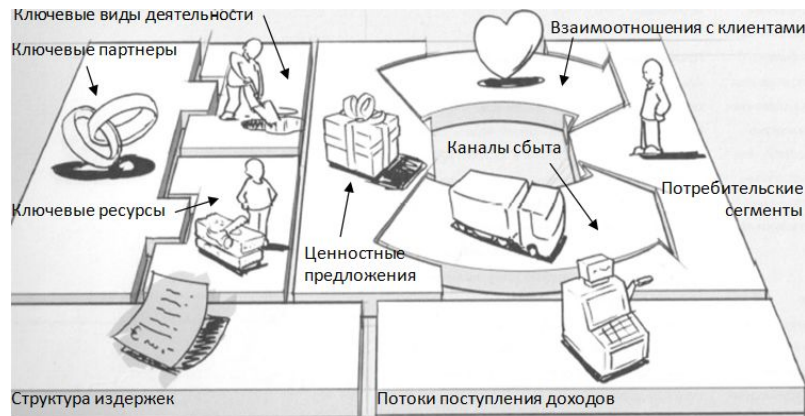 Ключевые виды деятельности
Ключевые партнеры
Взаимоотношения с клиентами
Каналы сбыта
Потребительские
сегменты
Ключевые ресурсы
Ценностные
предложения
Структура издержек
Потоки поступления доходов